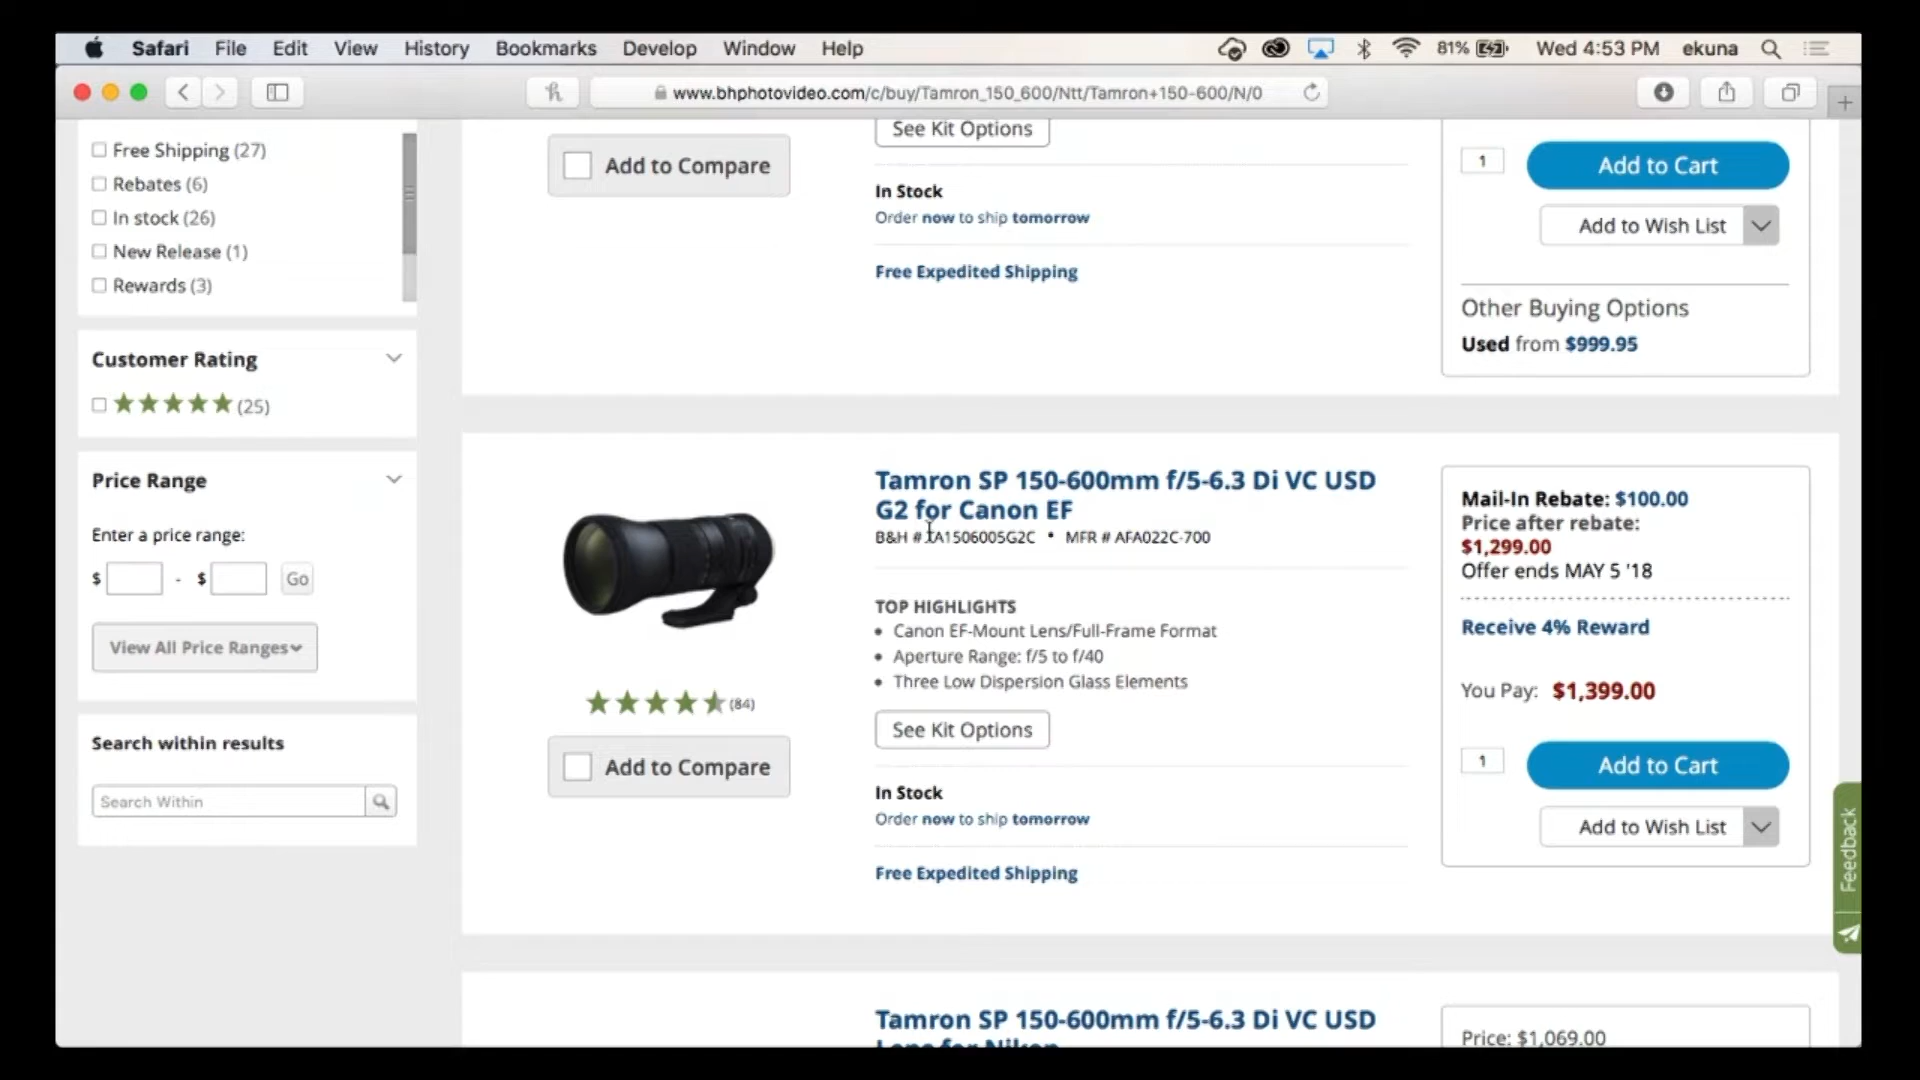 Safari File Edit View History Bookmarks Develop Window Help 81% Wed 4:53 PM ekuna
www.bhphotovideo.com/c/buy/Tamron_150_600/Ntt/Tamron+150-600/N/0
Free Shipping (27)
Rebates (6)
In stock (26)
New Release (1)
Rewards (3)
Customer Rating
(25)
Price Range
Enter a price range:
$ - $ Go
View All Price Ranges
Search within results
Search Within
Add to Compare
See Kit Options
In Stock
Order now to ship tomorrow
Free Expedited Shipping
1 Add to Cart
Add to Wish List
Other Buying Options
Used from $999.95
Tamron SP 150-600mm f/5-6.3 Di VC USD
G2 for Canon EF
B&H # TA1506005G2C • MFR # AFA022C-700
TOP HIGHLIGHTS
• Canon EF-Mount Lens/Full-Frame Format
• Aperture Range: f/5 to f/40
• Three Low Dispersion Glass Elements
(84)
See Kit Options
Add to Compare
In Stock
Order now to ship tomorrow
Free Expedited Shipping
Mail-In Rebate: $100.00
Price after rebate:
$1,299.00
Offer ends MAY 5 '18
Receive 4% Reward
You Pay: $1,399.00
1 Add to Cart
Add to Wish List
Feedback
Tamron SP 150-600mm f/5-6.3 Di VC USD
Lens for Nikon
Price: $1,069.00